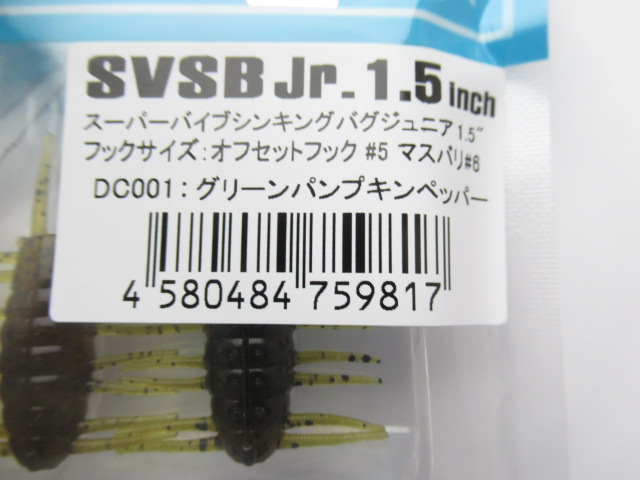 SVSB Jr. 1.5 inch
スーパーバイブシンキングバグジュニア1.5"
フックサイズ:オフセットフック #5 マスバリ#6
DC001:グリーンパンプキンペッパー
4 580484 759817